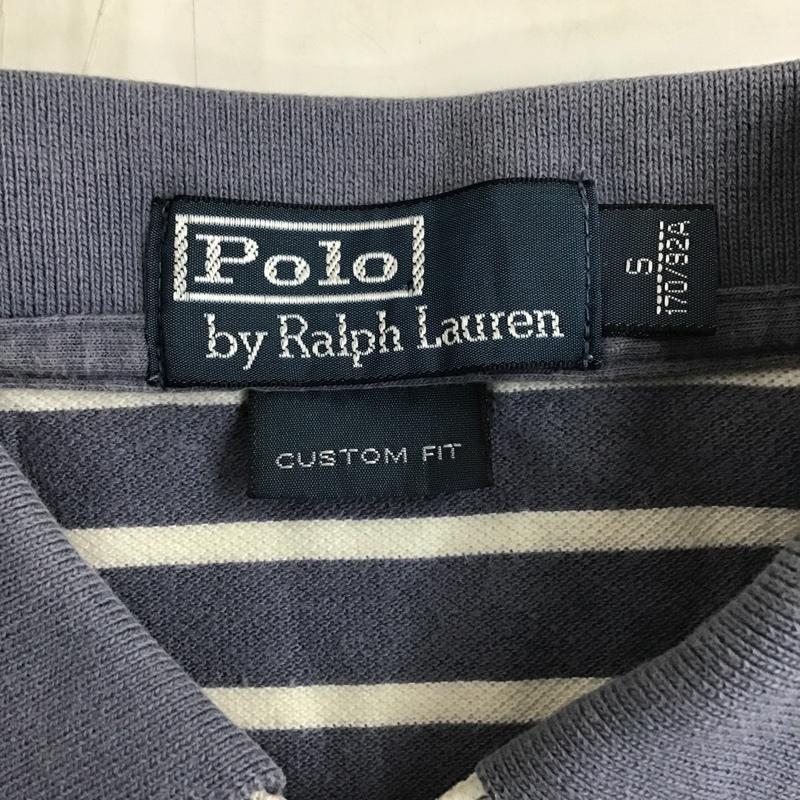 Polo
by Ralph Lauren
S
170/92A
CUSTOM FIT